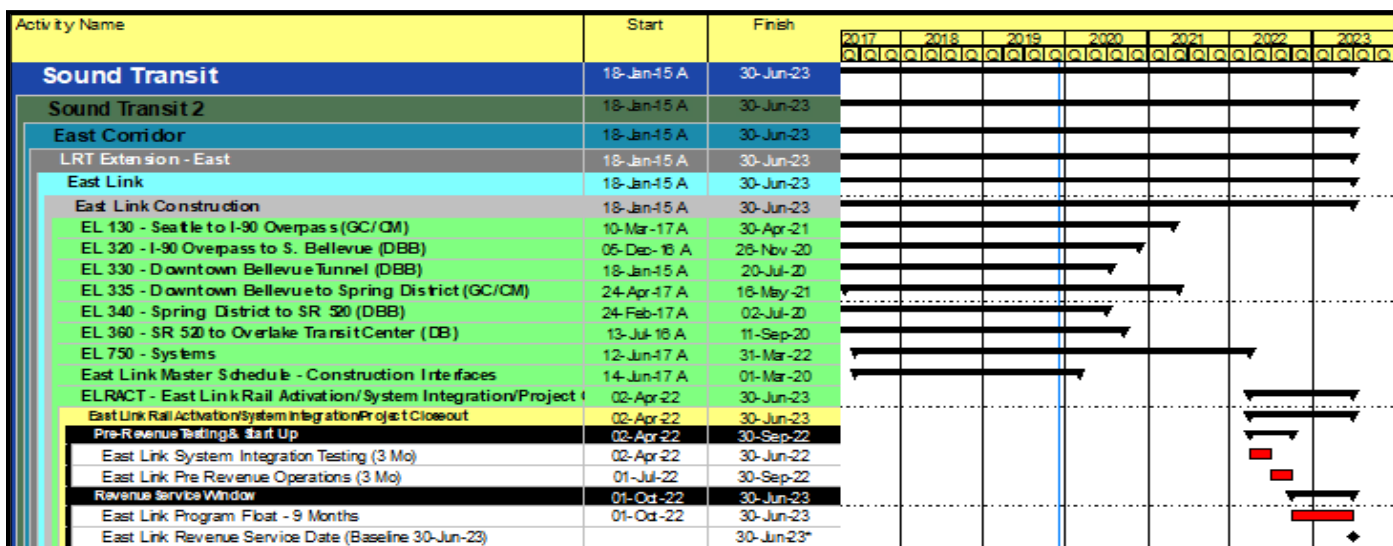 Activity Name Start Finish
2017 2018 2019 2020 2021 2022 2023
Q Q Q Q Q Q Q Q Q Q Q Q Q Q Q Q Q Q Q Q Q Q Q Q Q Q Q
Sound Transit 18-Jan-15 A 30-Jun-23
Sound Transit 2 18-Jan-15 A 30-Jun-23
East Corridor 18-Jan-15 A 30-Jun-23
LRT Extension - East 18-Jan-15 A 30-Jun-23
East Link 18-Jan-15 A 30-Jun-23
East Link Construction 18-Jan-15 A 30-Jun-23
EL 130 - Seattle to I-90 Overpass (GC/CM) 10-Mar-17 A 30-Apr-21
EL 320 - I-90 Overpass to S. Bellevue (DBB) 05-Dec-16 A 26-Nov-20
EL 330 - Downtown Bellevue Tunnel (DBB) 18-Jan-15 A 20-Jul-20
EL 335 - Downtown Bellevue to Spring District (GC/CM) 24-Apr-17 A 16-May-21
EL 340 - Spring District to SR 520 (DBB) 24-Feb-17 A 02-Jul-20
EL 360 - SR 520 to Overlake Transit Center (DB) 13-Jul-16 A 11-Sep-20
EL 750 - Systems 12-Jun-17 A 31-Mar-22
East Link Master Schedule - Construction Interfaces 14-Jun-17 A 01-Mar-20
ELRACT - East Link Rail Activation/System Integration/Project 02-Apr-22 30-Jun-23
East Link Rail Activation/System Integration/Project Closeout 02-Apr-22 30-Jun-23
Pre-Revenue Testing & Start Up 02-Apr-22 30-Sep-22
East Link System Integration Testing (3 Mo) 02-Apr-22 30-Jun-22
East Link Pre Revenue Operations (3 Mo) 01-Jul-22 30-Sep-22
Revenue Service Window 01-Oct-22 30-Jun-23
East Link Program Float - 9 Months 01-Oct-22 30-Jun-23
East Link Revenue Service Date (Baseline 30-Jun-23) 30-Jun-23*